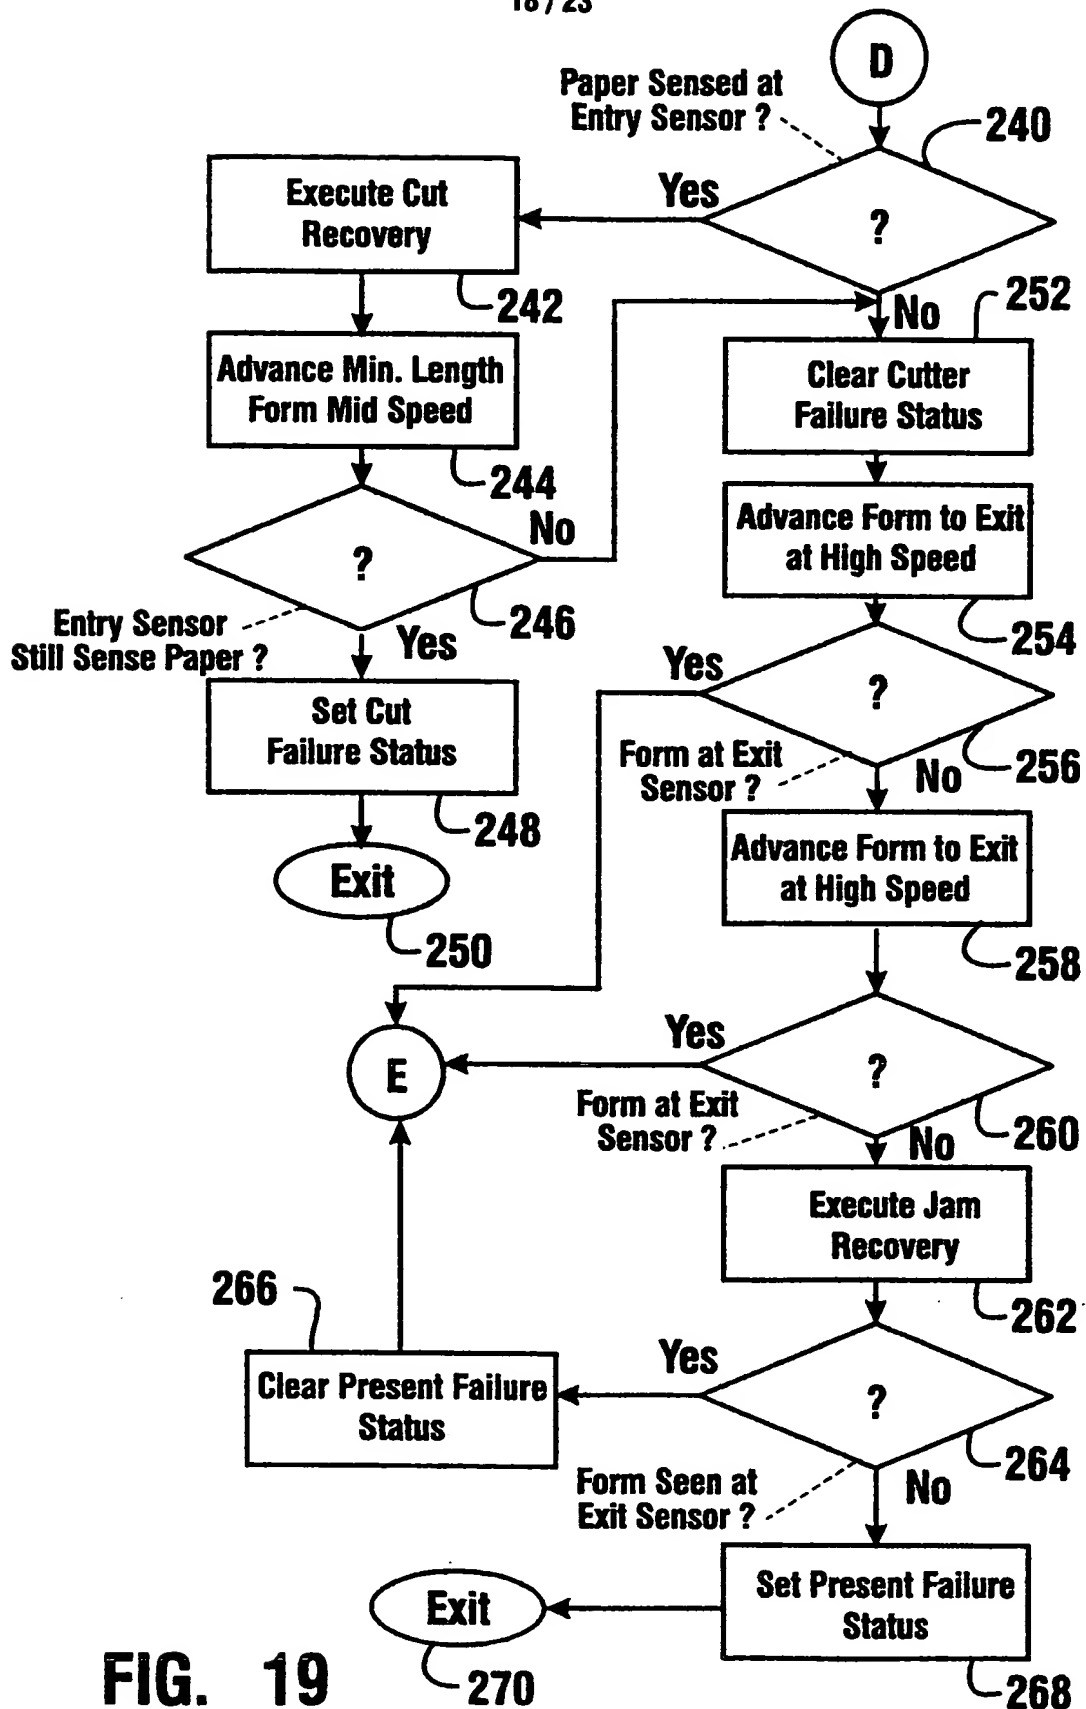 18/23
D
Paper Sensed at
Entry Sensor ?
240
Yes
?
Execute Cut
Recovery
242
No
252
Advance Min. Length
Form Mid Speed
244
Clear Cutter
Failure Status
No
?
246
Entry Sensor
Still Sense Paper ?
Yes
Advance Form to Exit
at High Speed
254
Set Cut
Failure Status
248
Yes
?
Form at Exit
Sensor ?
256
No
Exit
250
Advance Form to Exit
at High Speed
258
E
Yes
?
Form at Exit
Sensor ?
260
No
Execute Jam
Recovery
262
266
Clear Present Failure
Status
Yes
?
264
Form Seen at
Exit Sensor ?
No
Exit
270
Set Present Failure
Status
268
FIG. 19